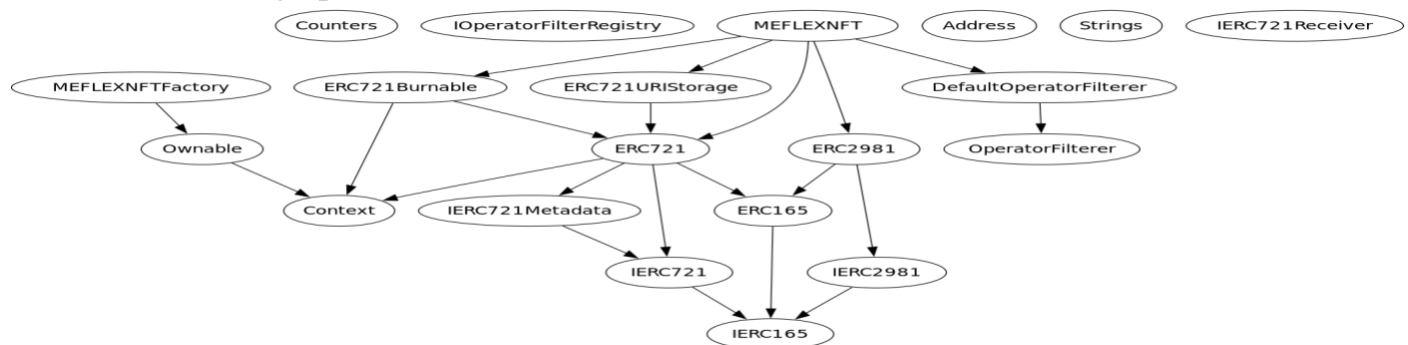 Counters IOperatorFilterRegistry MEFLEXNFT Address Strings IERC721Receiver
MEFLEXNFTFactory ERC721Burnable ERC721URIStorage DefaultOperatorFilterer
Ownable ERC721 ERC2981 OperatorFilterer
Context IERC721Metadata ERC165
IERC721 IERC2981
IERC165